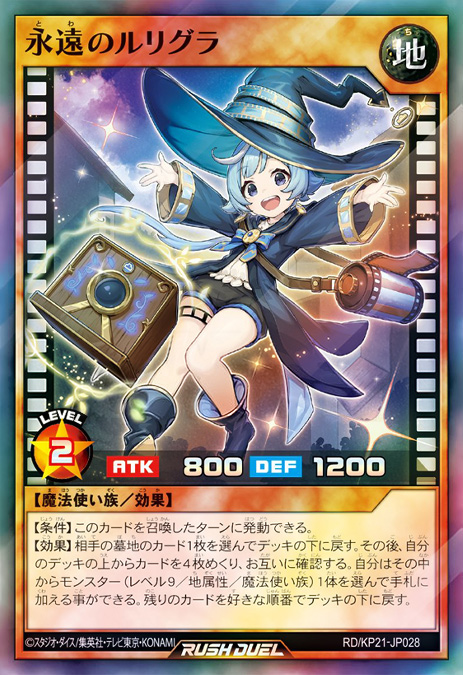 永遠のルリグラ
地
LEVEL
2
ATK 800 DEF 1200
【魔法使い族/効果】
【条件】このカードを召喚したターンに発動できる。
【効果】相手の墓地のカード1枚を選んでデッキの下に戻す。その後、自分
のデッキの上からカードを4枚めくり、お互いに確認する。自分はその中
からモンスター(レベル9/地属性/魔法使い族)1体を選んで手札に
加える事ができる。残りのカードを好きな順番でデッキの下に戻す。
©スタジオ・ダイス/集英社・テレビ東京・KONAMI
RUSH DUEL
RD/KP21-JP028